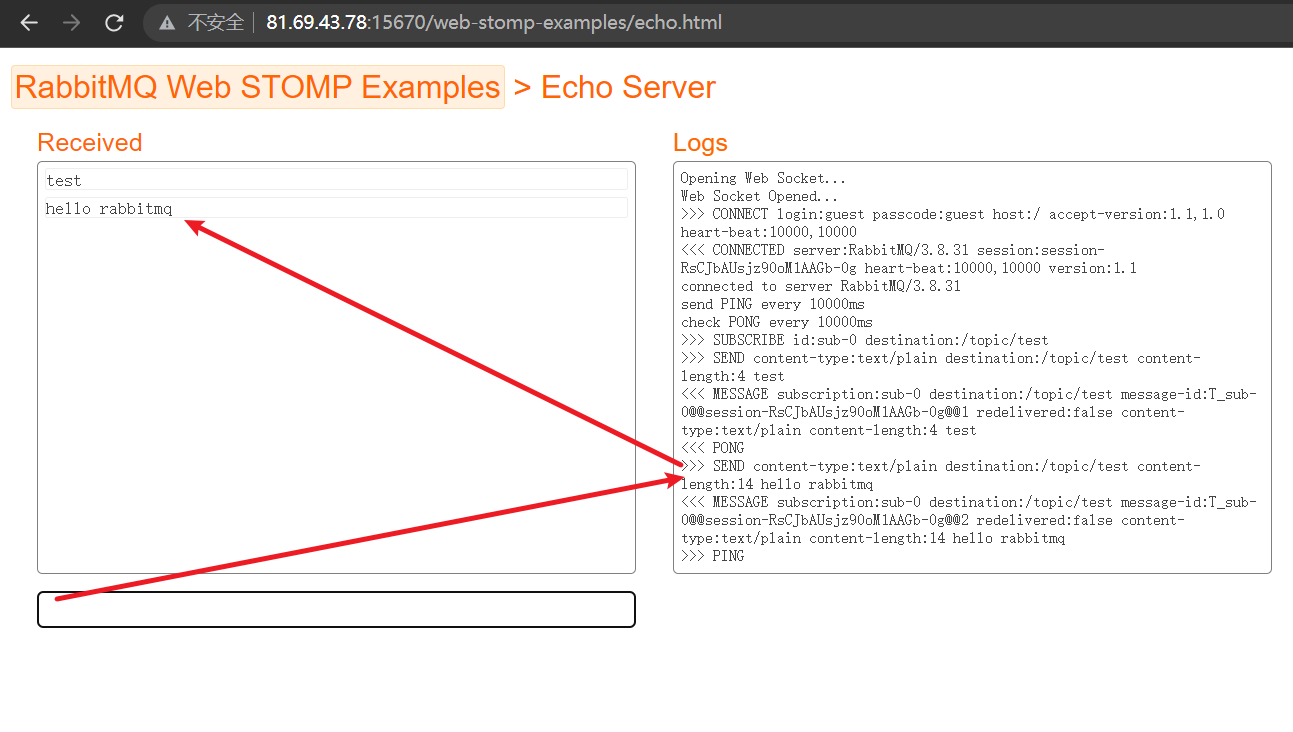 不安全 81.69.43.78:15670/web-stomp-examples/echo.html
RabbitMQ Web STOMP Examples > Echo Server
Received
test
hello rabbitmq
Logs
Opening Web Socket...
Web Socket Opened...
>>> CONNECT login:guest passcode:guest host:/ accept-version:1.1,1.0
heart-beat:10000,10000
<<< CONNECTED server:RabbitMQ/3.8.31 session:session-
RsCJbAUsjz90oM1AAGb-0g heart-beat:10000,10000 version:1.1
connected to server RabbitMQ/3.8.31
send PING every 10000ms
check PONG every 10000ms
>>> SUBSCRIBE id:sub-0 destination:/topic/test
>>> SEND content-type:text/plain destination:/topic/test content-
length:4 test
<<< MESSAGE subscription:sub-0 destination:/topic/test message-id:T_sub-
0@@session-RsCJbAUsjz90oM1AAGb-0g@@1 redelivered:false content-
type:text/plain content-length:4 test
<<< PONG
>>> SEND content-type:text/plain destination:/topic/test content-
length:14 hello rabbitmq
<<< MESSAGE subscription:sub-0 destination:/topic/test message-id:T_sub-
0@@session-RsCJbAUsjz90oM1AAGb-0g@@2 redelivered:false content-
type:text/plain content-length:14 hello rabbitmq
>>> PING